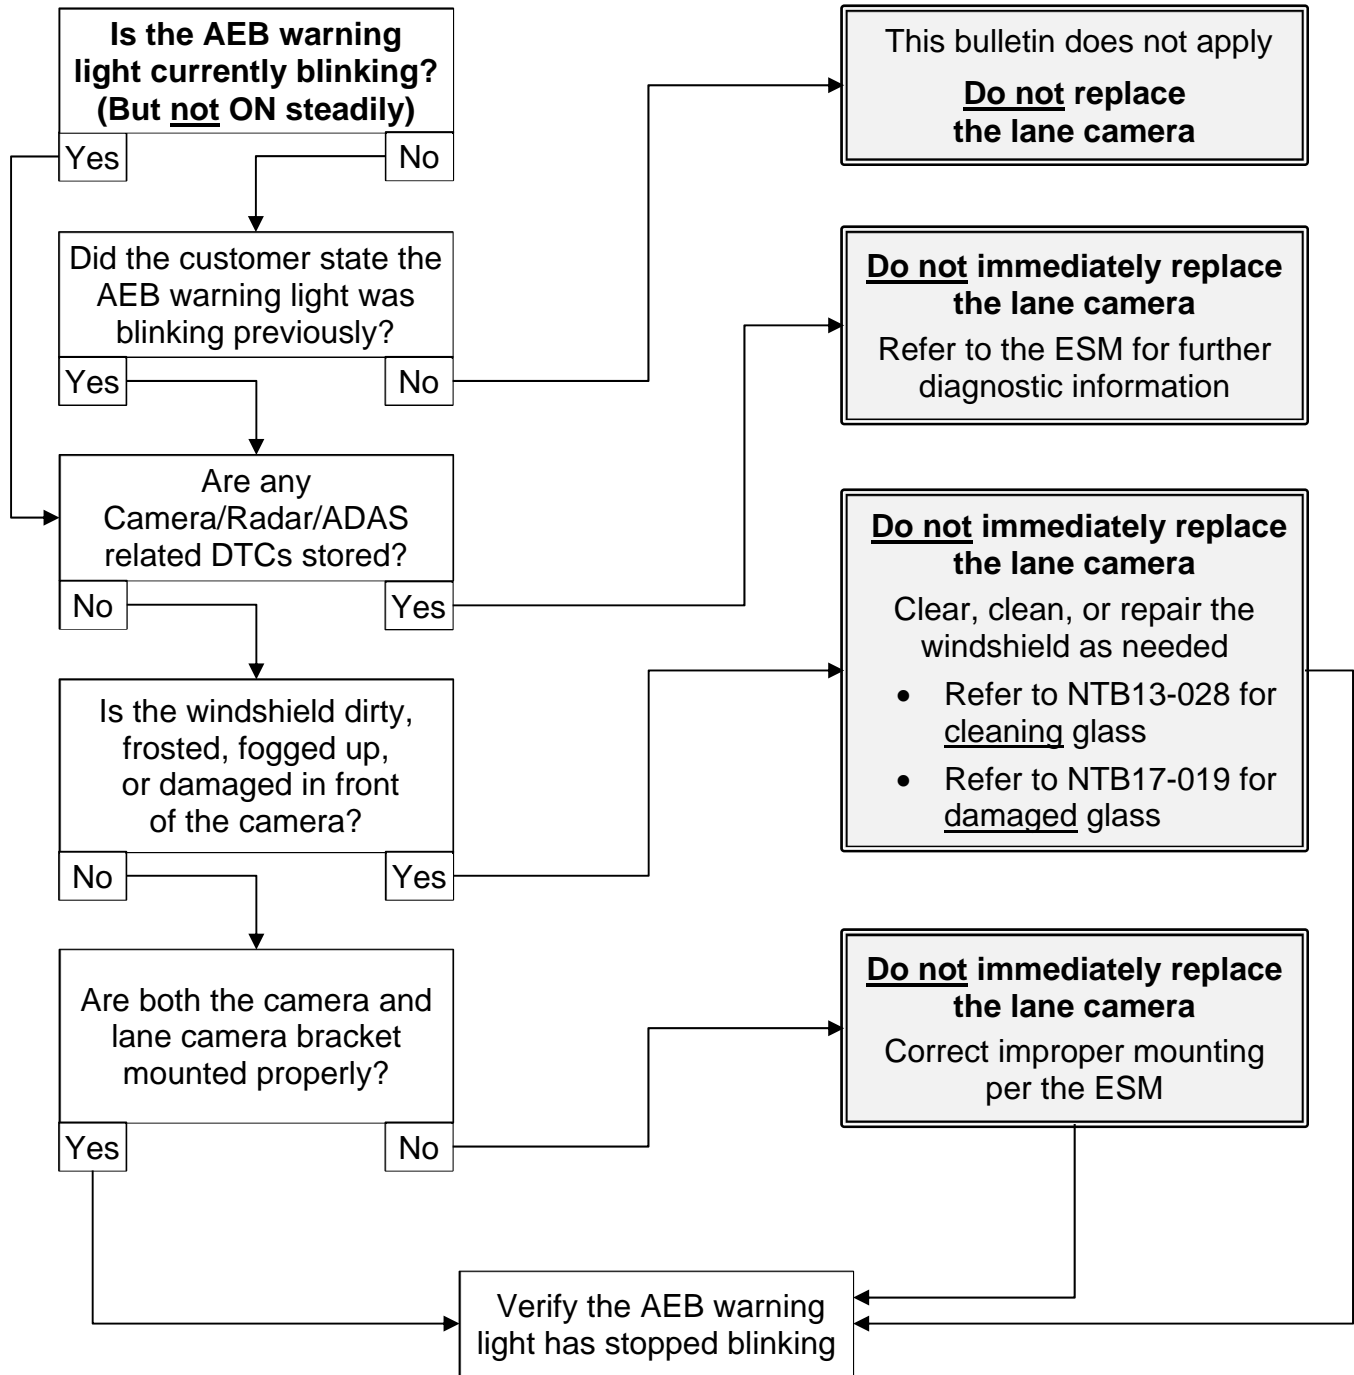 Is the AEB warning
light currently blinking?
(But not ON steadily)
Yes
No
This bulletin does not apply
Do not replace
the lane camera
Did the customer state the
AEB warning light was
blinking previously?
Yes
No
Do not immediately replace
the lane camera
Refer to the ESM for further
diagnostic information
Are any
Camera/Radar/ADAS
related DTCs stored?
No
Yes
Do not immediately replace
the lane camera
Clear, clean, or repair the
windshield as needed
• Refer to NTB13-028 for
cleaning glass
• Refer to NTB17-019 for
damaged glass
Is the windshield dirty,
frosted, fogged up,
or damaged in front
of the camera?
No
Yes
Are both the camera and
lane camera bracket
mounted properly?
Yes
No
Do not immediately replace
the lane camera
Correct improper mounting
per the ESM
Verify the AEB warning
light has stopped blinking